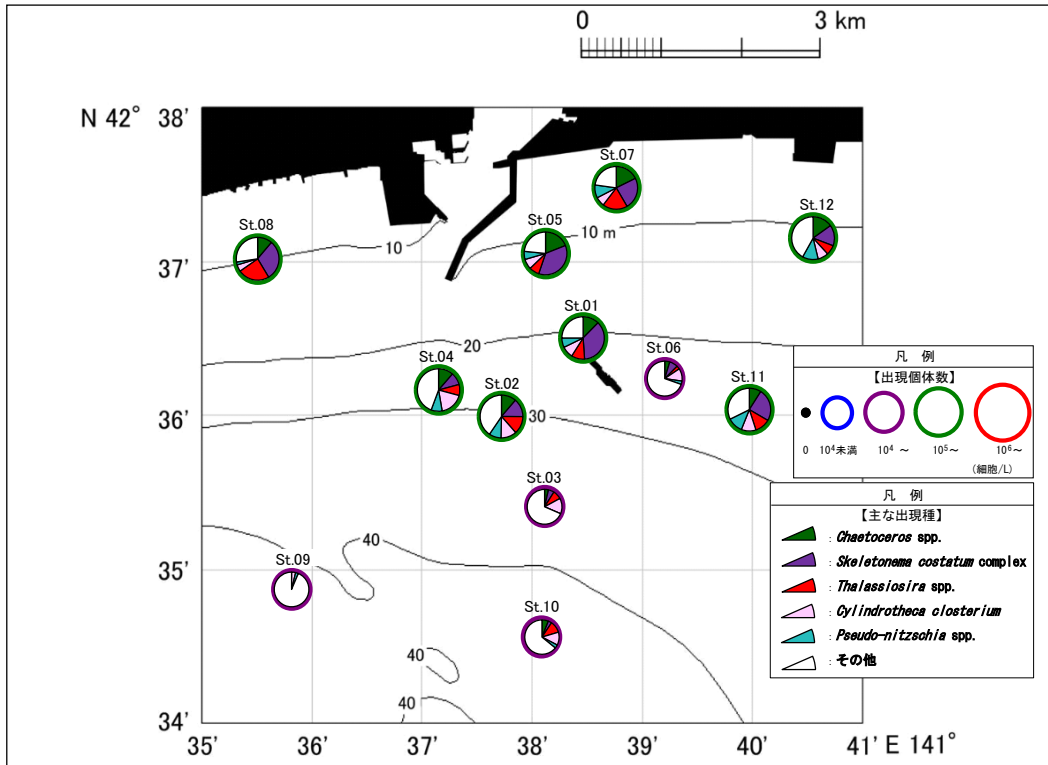 0 3 km
N 42° 38'
37'
36'
35'
34'
35' 36' 37' 38' 39' 40' 41' E 141°
St.07
St.12
St.08
St.05
10
10 m
St.01
20
St.06
St.04
St.02
St.11
30
St.03
40
St.09
St.10
40
40
凡 例
【出現個体数】
0 10⁴未満 10⁴ ~ 10⁵~ 10⁶~
(細胞/L)
凡 例
【主な出現種】
: Chaetoceros spp.
: Skeletonema costatum complex
: Thalassiosira spp.
: Cylindrotheca closterium
: Pseudo-nitzschia spp.
: その他